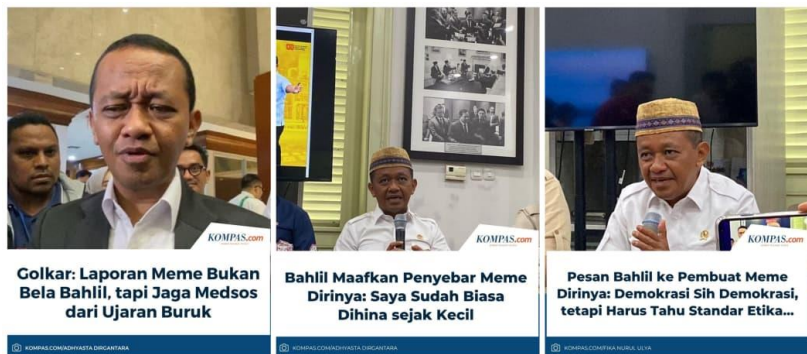 KOMPAS.com
Golkar: Laporan Meme Bukan
Bela Bahlil, tapi Jaga Medsos
dari Ujaran Buruk
KOMPAS.COM/ADHYASTA DIRGANTARA
KOMPAS.com
Bahlil Maafkan Penyebar Meme
Dirinya: Saya Sudah Biasa
Dihina sejak Kecil
KOMPAS.COM/ADHYASTA DIRGANTARA
KOMPAS.com
Pesan Bahlil ke Pembuat Meme
Dirinya: Demokrasi Sih Demokrasi,
tetapi Harus Tahu Standar Etika...
KOMPAS.COM/FIKA NURUL ULYA